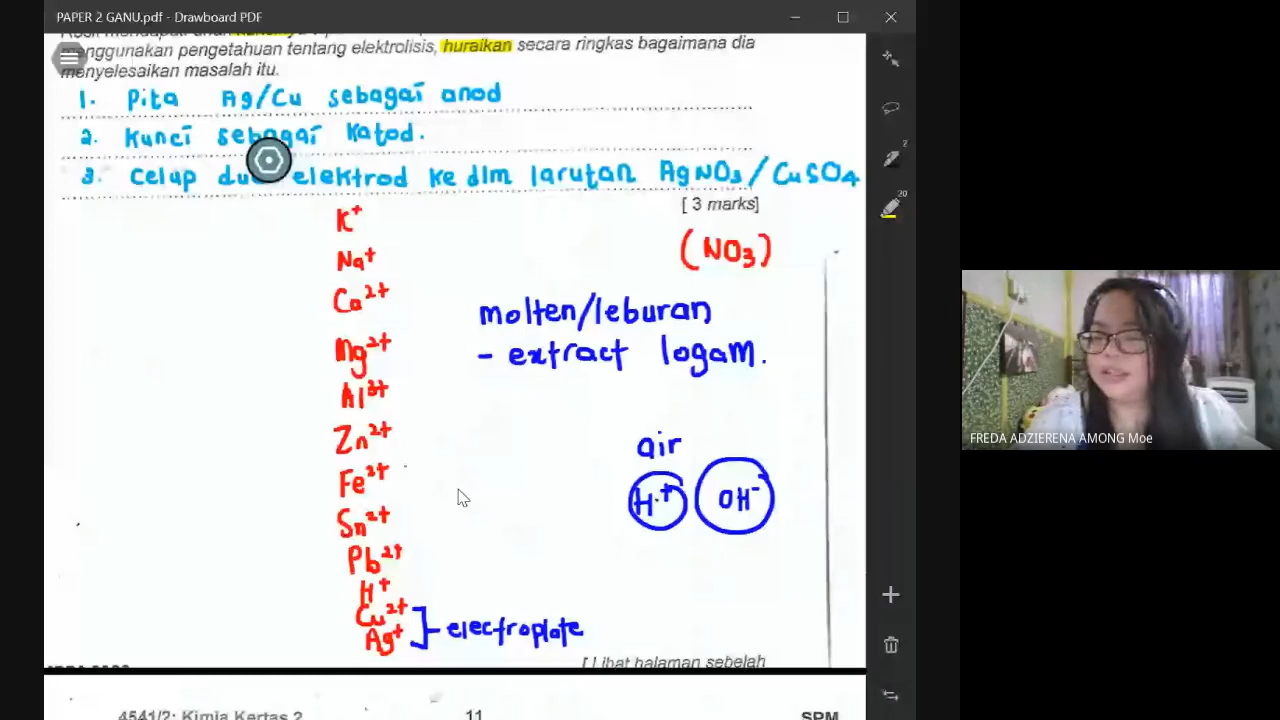 PAPER 2 GANU.pdf - Drawboard PDF
menggunakan pengetahuan tentang elektrolisis, huraikan secara ringkas bagaimana dia
menyelesaikan masalah itu.
1. Pita Ag/Cu sebagai anod
2. Kunci sebagai katod.
3. Celup dua elektrod ke dlm larutan AgNO3/CuSO4
[ 3 marks]
K+
(NO3)
Na+
Ca2+
molten/leburan
Mg2+
- extract logam.
Al3+
Zn2+
air
Fe2+
H+ OH-
Sn2+
Pb2+
H+
Cu2+
Ag+
electroplate
[ Lihat halaman sebelah
4541/2: Kimia Kertas 2
11
SPM
2
20
FREDA ADZIERENA AMONG Moe